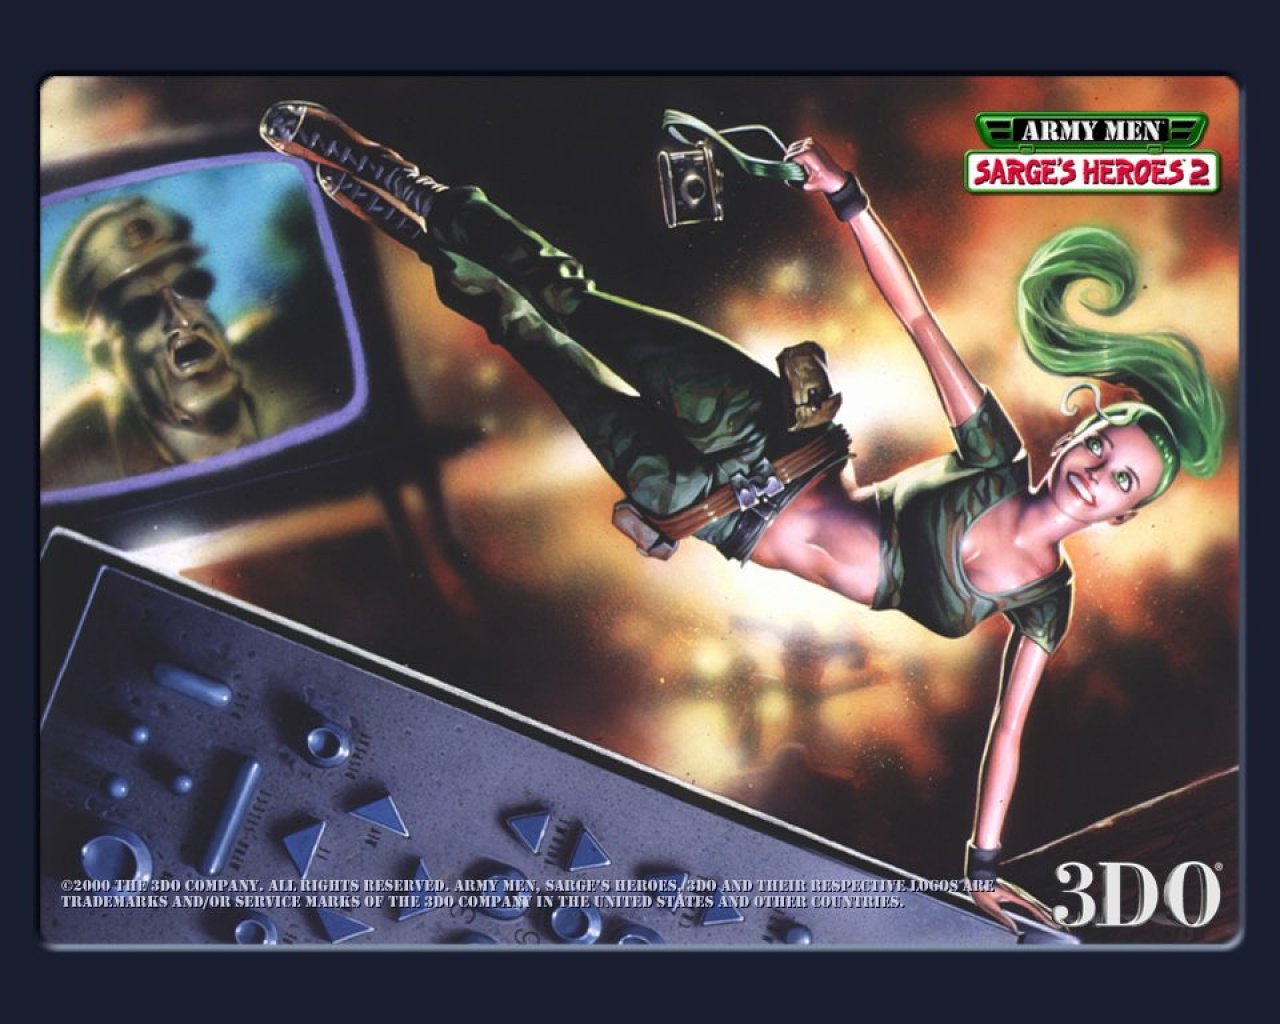 ARMY MEN®
SARGE'S HEROES™ 2
DISPLAY
3DO®
©2000 THE 3DO COMPANY. ALL RIGHTS RESERVED. ARMY MEN, SARGE'S HEROES, 3DO AND THEIR RESPECTIVE LOGOS ARE
TRADEMARKS AND/OR SERVICE MARKS OF THE 3DO COMPANY IN THE UNITED STATES AND OTHER COUNTRIES.